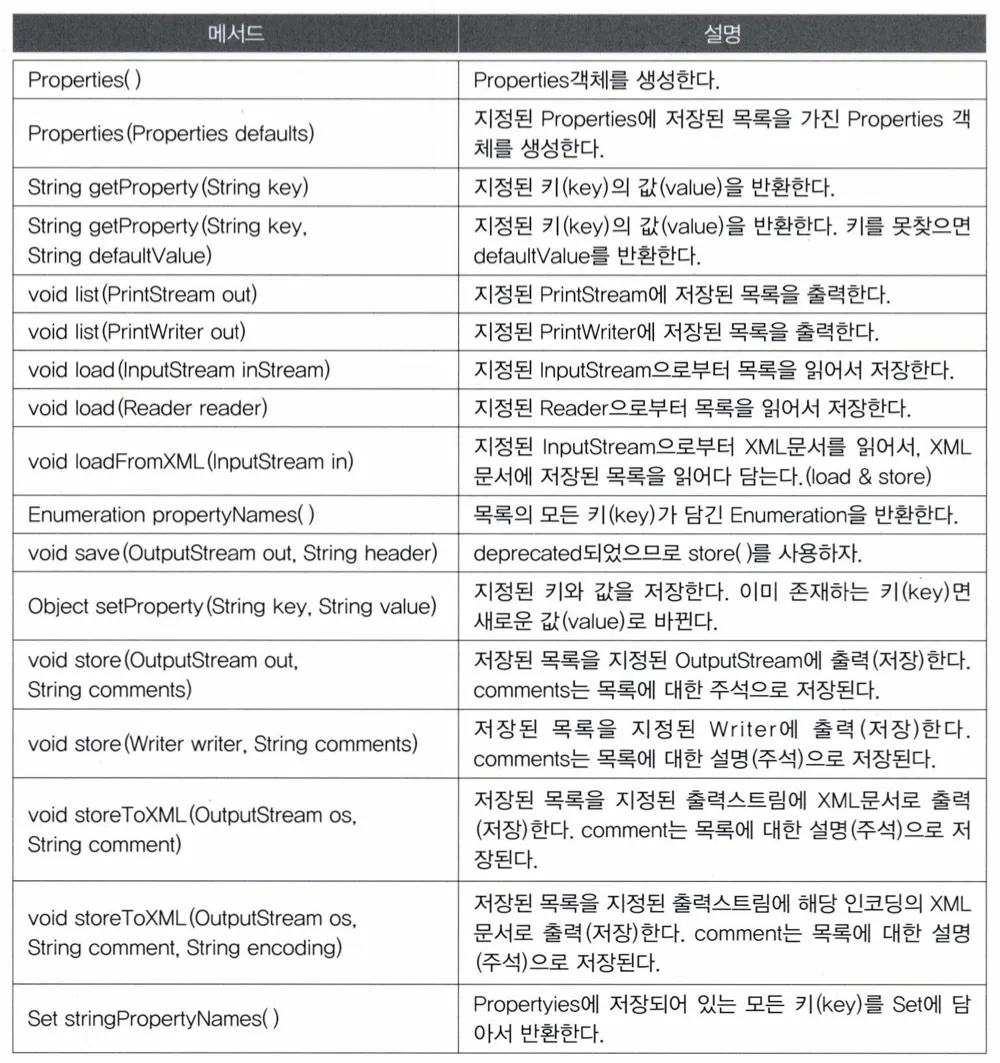 메서드 설명
Properties( ) Properties객체를 생성한다.
Properties(Properties defaults) 지정된 Properties에 저장된 목록을 가진 Properties 객
체를 생성한다.
String getProperty(String key) 지정된 키(key)의 값(value)을 반환한다.
String getProperty(String key, 지정된 키(key)의 값(value)을 반환한다. 키를 못찾으면
String defaultValue) defaultValue를 반환한다.
void list(PrintStream out) 지정된 PrintStream에 저장된 목록을 출력한다.
void list(PrintWriter out) 지정된 PrintWriter에 저장된 목록을 출력한다.
void load(InputStream inStream) 지정된 InputStream으로부터 목록을 읽어서 저장한다.
void load(Reader reader) 지정된 Reader으로부터 목록을 읽어서 저장한다.
void loadFromXML(InputStream in) 지정된 InputStream으로부터 XML문서를 읽어서, XML
문서에 저장된 목록을 읽어다 담는다.(load & store)
Enumeration propertyNames( ) 목록의 모든 키(key)가 담긴 Enumeration을 반환한다.
void save(OutputStream out, String header) deprecated되었으므로 store( )를 사용하자.
Object setProperty(String key, String value) 지정된 키와 값을 저장한다. 이미 존재하는 키(key)면
새로운 값(value)로 바뀐다.
void store(OutputStream out, 저장된 목록을 지정된 OutputStream에 출력(저장)한다.
String comments) comments는 목록에 대한 주석으로 저장된다.
void store(Writer writer, String comments) 저장된 목록을 지정된 Writer에 출력(저장)한다.
comments는 목록에 대한 설명(주석)으로 저장된다.
void storeToXML(OutputStream os, 저장된 목록을 지정된 출력스트림에 XML문서로 출력
String comment) (저장)한다. comment는 목록에 대한 설명(주석)으로 저
장된다.
void storeToXML(OutputStream os, 저장된 목록을 지정된 출력스트림에 해당 인코딩의 XML
String comment, String encoding) 문서로 출력(저장)한다. comment는 목록에 대한 설명
(주석)으로 저장된다.
Set stringPropertyNames( ) Propertyies에 저장되어 있는 모든 키(key)를 Set에 담
아서 반환한다.